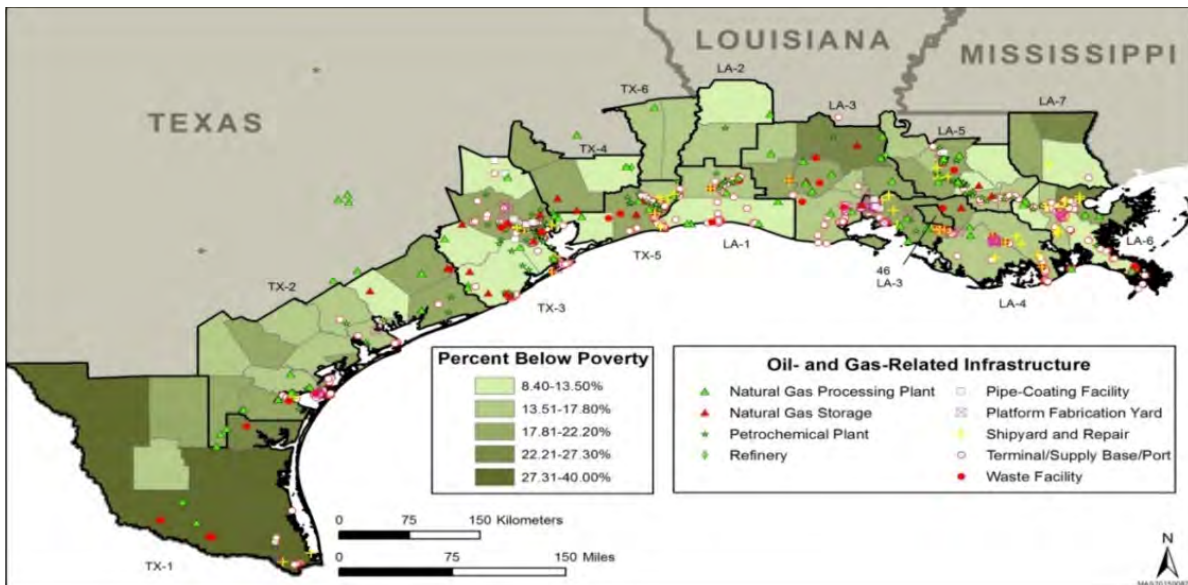 LOUISIANA
MISSISSIPPI
TEXAS
TX-6
LA-2
LA-3
LA-7
TX-4
LA-5
TX-2
TX-3
TX-5
LA-1
46
LA-3
LA-4
LA-6
TX-1
Percent Below Poverty
8.40-13.50%
13.51-17.80%
17.81-22.20%
22.21-27.30%
27.31-40.00%
Oil- and Gas-Related Infrastructure
Natural Gas Processing Plant
Natural Gas Storage
Petrochemical Plant
Refinery
Pipe-Coating Facility
Platform Fabrication Yard
Shipyard and Repair
Terminal/Supply Base/Port
Waste Facility
0 75 150 Kilometers
0 75 150 Miles
N